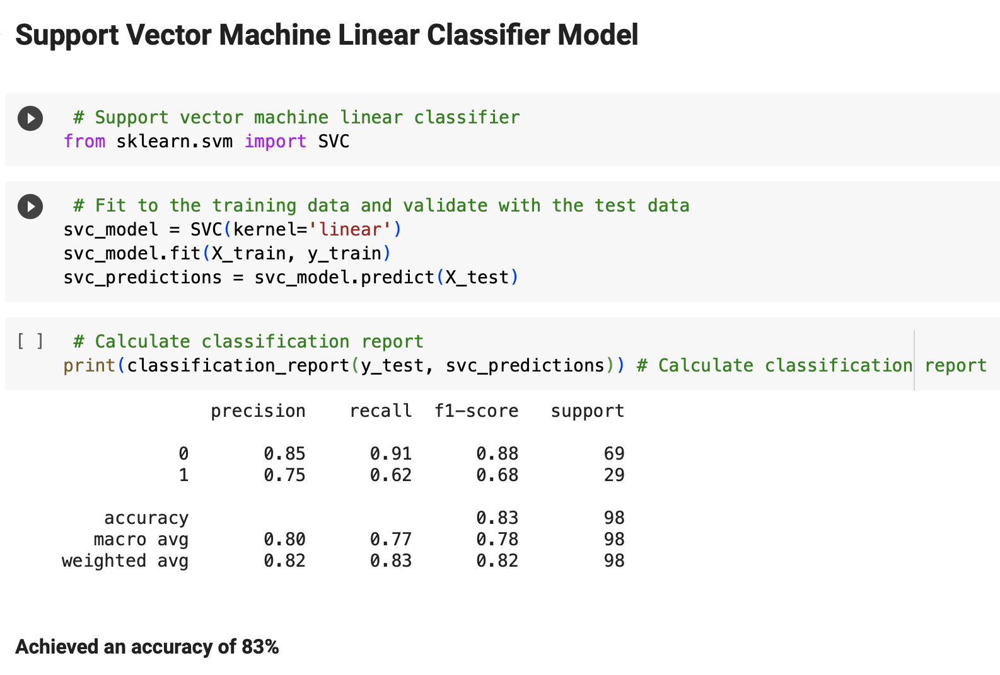 Support Vector Machine Linear Classifier Model
# Support vector machine linear classifier
from sklearn.svm import SVC
# Fit to the training data and validate with the test data
svc_model = SVC(kernel='linear')
svc_model.fit(X_train, y_train)
svc_predictions = svc_model.predict(X_test)
[ ] # Calculate classification report
print(classification_report(y_test, svc_predictions)) # Calculate classification report
precision recall f1-score support
0 0.85 0.91 0.88 69
1 0.75 0.62 0.68 29
accuracy 0.83 98
macro avg 0.80 0.77 0.78 98
weighted avg 0.82 0.83 0.82 98
Achieved an accuracy of 83%